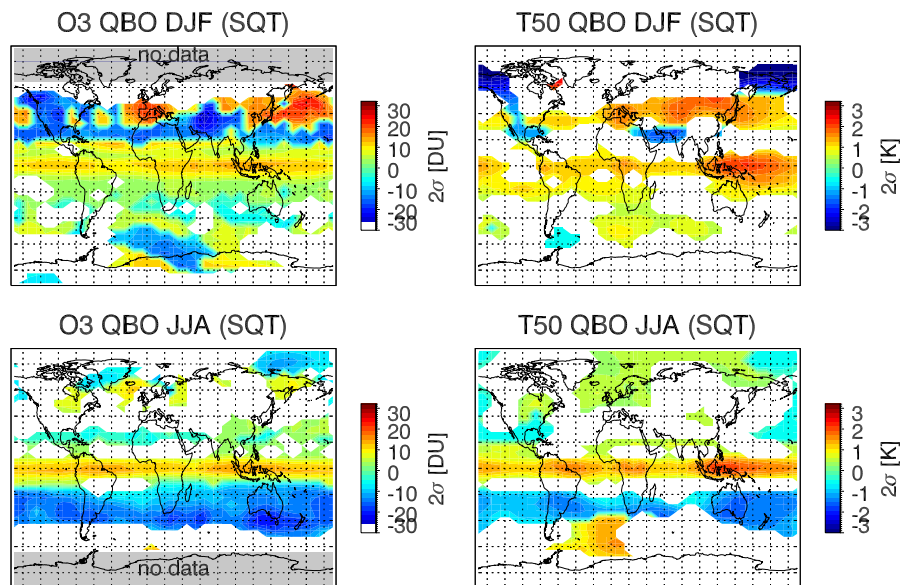 O3 QBO DJF (SQT)
no data
30
20
10
0
-10
-20
-30
2σ [DU]
T50 QBO DJF (SQT)
3
2
1
0
-1
-2
-3
2σ [K]
O3 QBO JJA (SQT)
no data
30
20
10
0
-10
-20
-30
2σ [DU]
T50 QBO JJA (SQT)
3
2
1
0
-1
-2
-3
2σ [K]